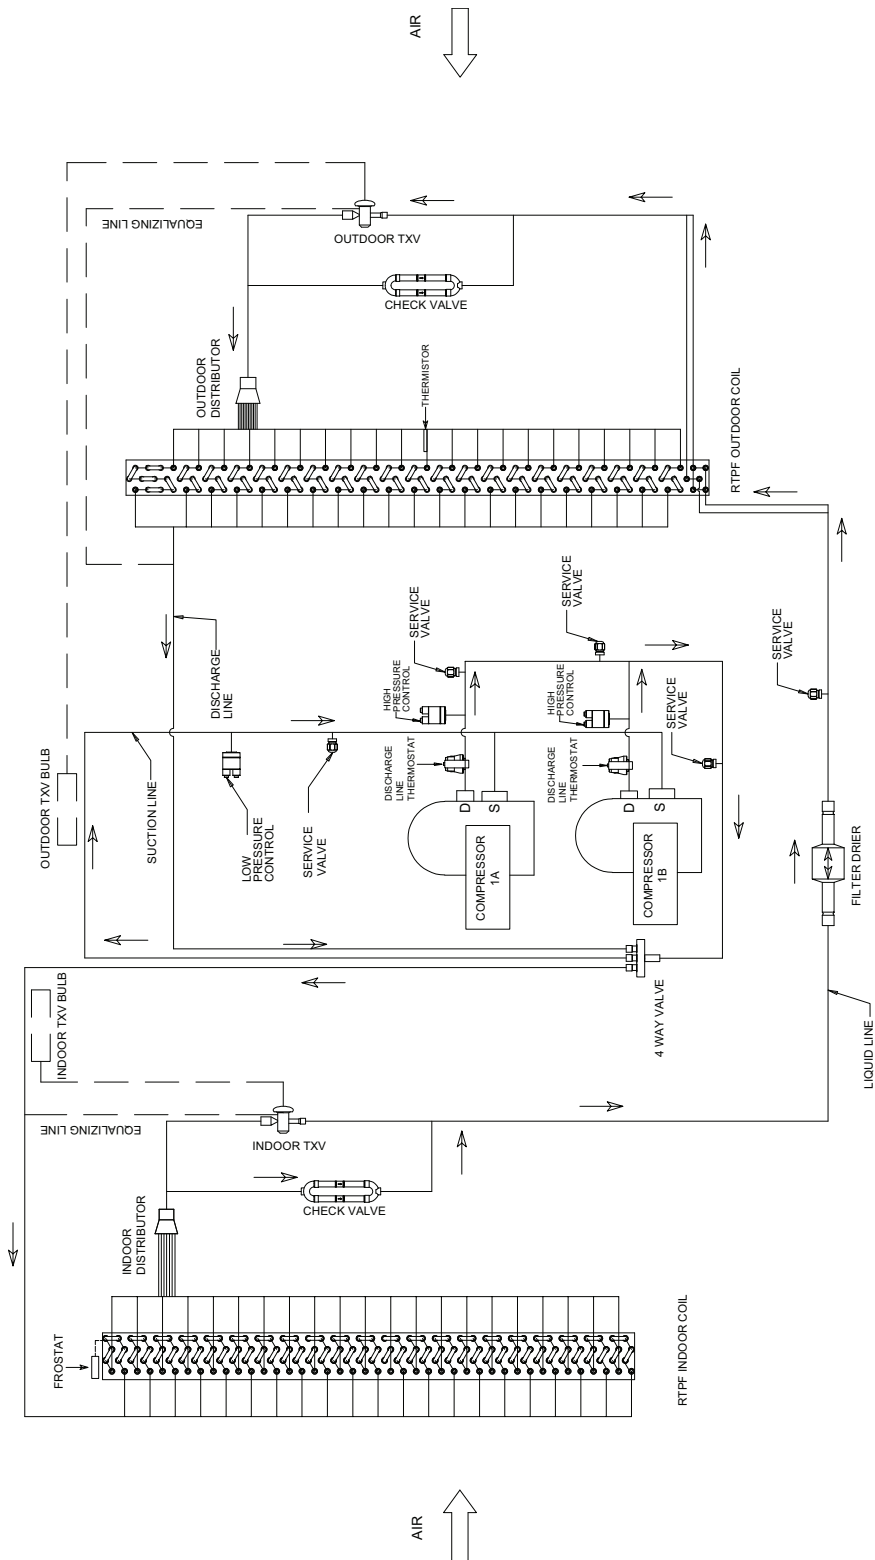 AIR
EQUALIZING LINE
OUTDOOR TXV
CHECK VALVE
OUTDOOR
DISTRIBUTOR
THERMISTOR
RTPF OUTDOOR COIL
DISCHARGE
LINE
SERVICE
VALVE
SERVICE
VALVE
SERVICE
VALVE
HIGH
PRESSURE
CONTROL
HIGH
PRESSURE
CONTROL
SERVICE
VALVE
OUTDOOR TXV BULB
SUCTION LINE
LOW
PRESSURE
CONTROL
SERVICE
VALVE
DISCHARGE
LINE
THERMOSTAT
DISCHARGE
LINE
THERMOSTAT
D
S
D
S
COMPRESSOR
1A
COMPRESSOR
1B
FILTER DRIER
INDOOR TXV BULB
4 WAY VALVE
LIQUID LINE
EQUALIZING LINE
INDOOR TXV
CHECK VALVE
INDOOR
DISTRIBUTOR
FROSTAT
RTPF INDOOR COIL
AIR